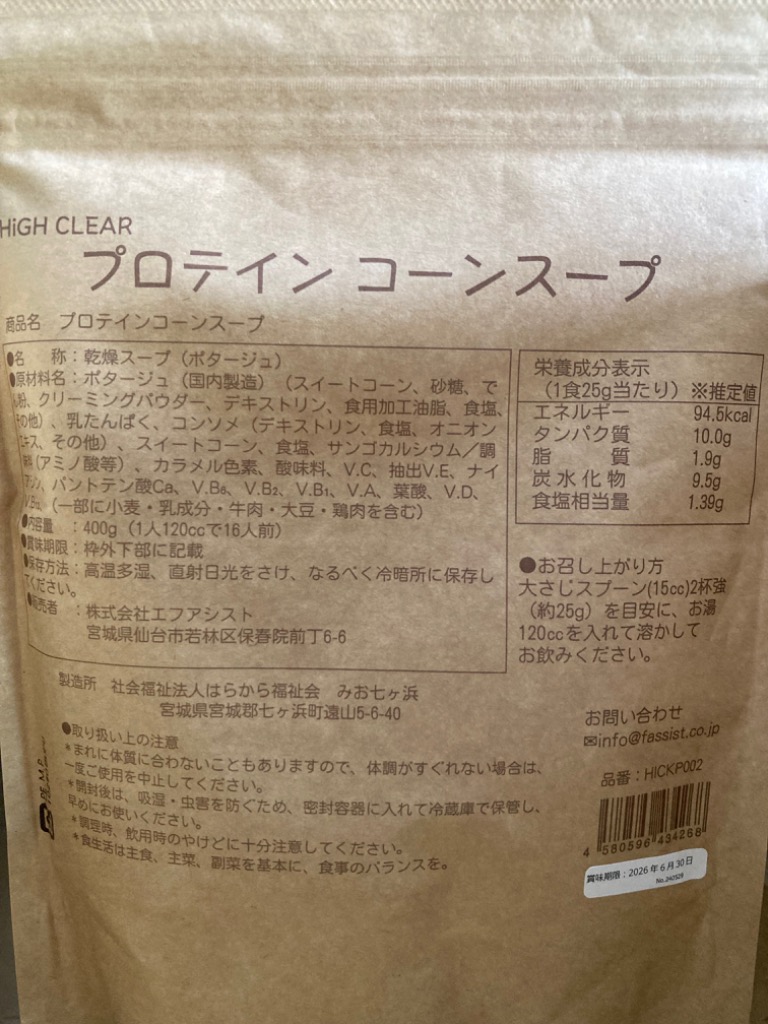 HiGH CLEAR
プロテイン コーンスープ
商品名 プロテインコーンスープ
●名 称：乾燥スープ（ポタージュ）
●原材料名：ポタージュ（国内製造）（スイートコーン、砂糖、で
粉、クリーミングパウダー、デキストリン、食用加工油脂、食塩、
その他）、乳たんぱく、コンソメ（デキストリン、食塩、オニオン
エキス、その他）、スイートコーン、食塩、サンゴカルシウム／調
（アミノ酸等）、カラメル色素、酸味料、V.C、抽出V.E、ナイ
アシン、パントテン酸Ca、V.B₆、V.B₂、V.B₁、V.A、葉酸、V.D、
（一部に小麦・乳成分・牛肉・大豆・鶏肉を含む）
●内容量 ：400g（1人120ccで16人前）
●賞味期限：枠外下部に記載
●保存方法：高温多湿、直射日光をさけ、なるべく冷暗所に保存し
てください。
●販売者 ：株式会社エフアシスト
宮城県仙台市若林区保春院前丁6-6
栄養成分表示
（1食25g当たり）※推定値
エネルギー 94.5kcal
タンパク質 10.0g
脂 質 1.9g
炭水化物 9.5g
食塩相当量 1.39g
●お召し上がり方
大さじスプーン(15cc)2杯強
（約25g）を目安に、お湯
120ccを入れて溶かして
お飲みください。
製造所 社会福祉法人はらから福祉会 みお七ヶ浜
宮城県宮城郡七ヶ浜町遠山5-6-40
●取り扱い上の注意
＊まれに体質に合わないこともありますので、体調がすぐれない場合は、
一度ご使用を中止してください。
＊開封後は、吸湿・虫害を防ぐため、密封容器に入れて冷蔵庫で保管し、
早めにお使いください。
＊調理時、飲用時のやけどに十分注意してください。
＊食生活は主食、主菜、副菜を基本に、食事のバランスを。
お問い合わせ
✉info@fassist.co.jp
品番：HICKP002
4 580596 434268
賞味期限：2026年6月30日